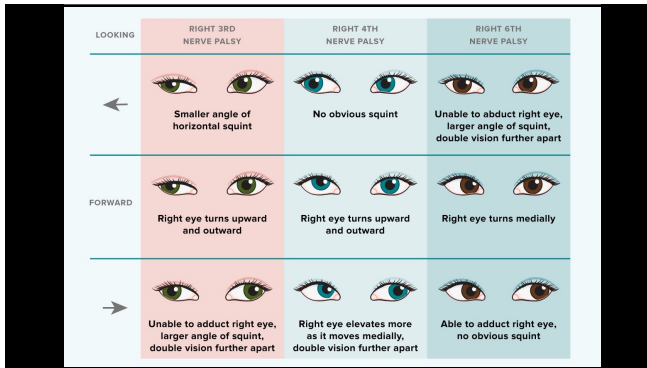 LOOKING
RIGHT 3RD
NERVE PALSY
RIGHT 4TH
NERVE PALSY
RIGHT 6TH
NERVE PALSY
Smaller angle of
horizontal squint
No obvious squint
Unable to abduct right eye,
larger angle of squint,
double vision further apart
FORWARD
Right eye turns upward
and outward
Right eye turns upward
and outward
Right eye turns medially
Unable to adduct right eye,
larger angle of squint,
double vision further apart
Right eye elevates more
as it moves medially,
double vision further apart
Able to adduct right eye,
no obvious squint